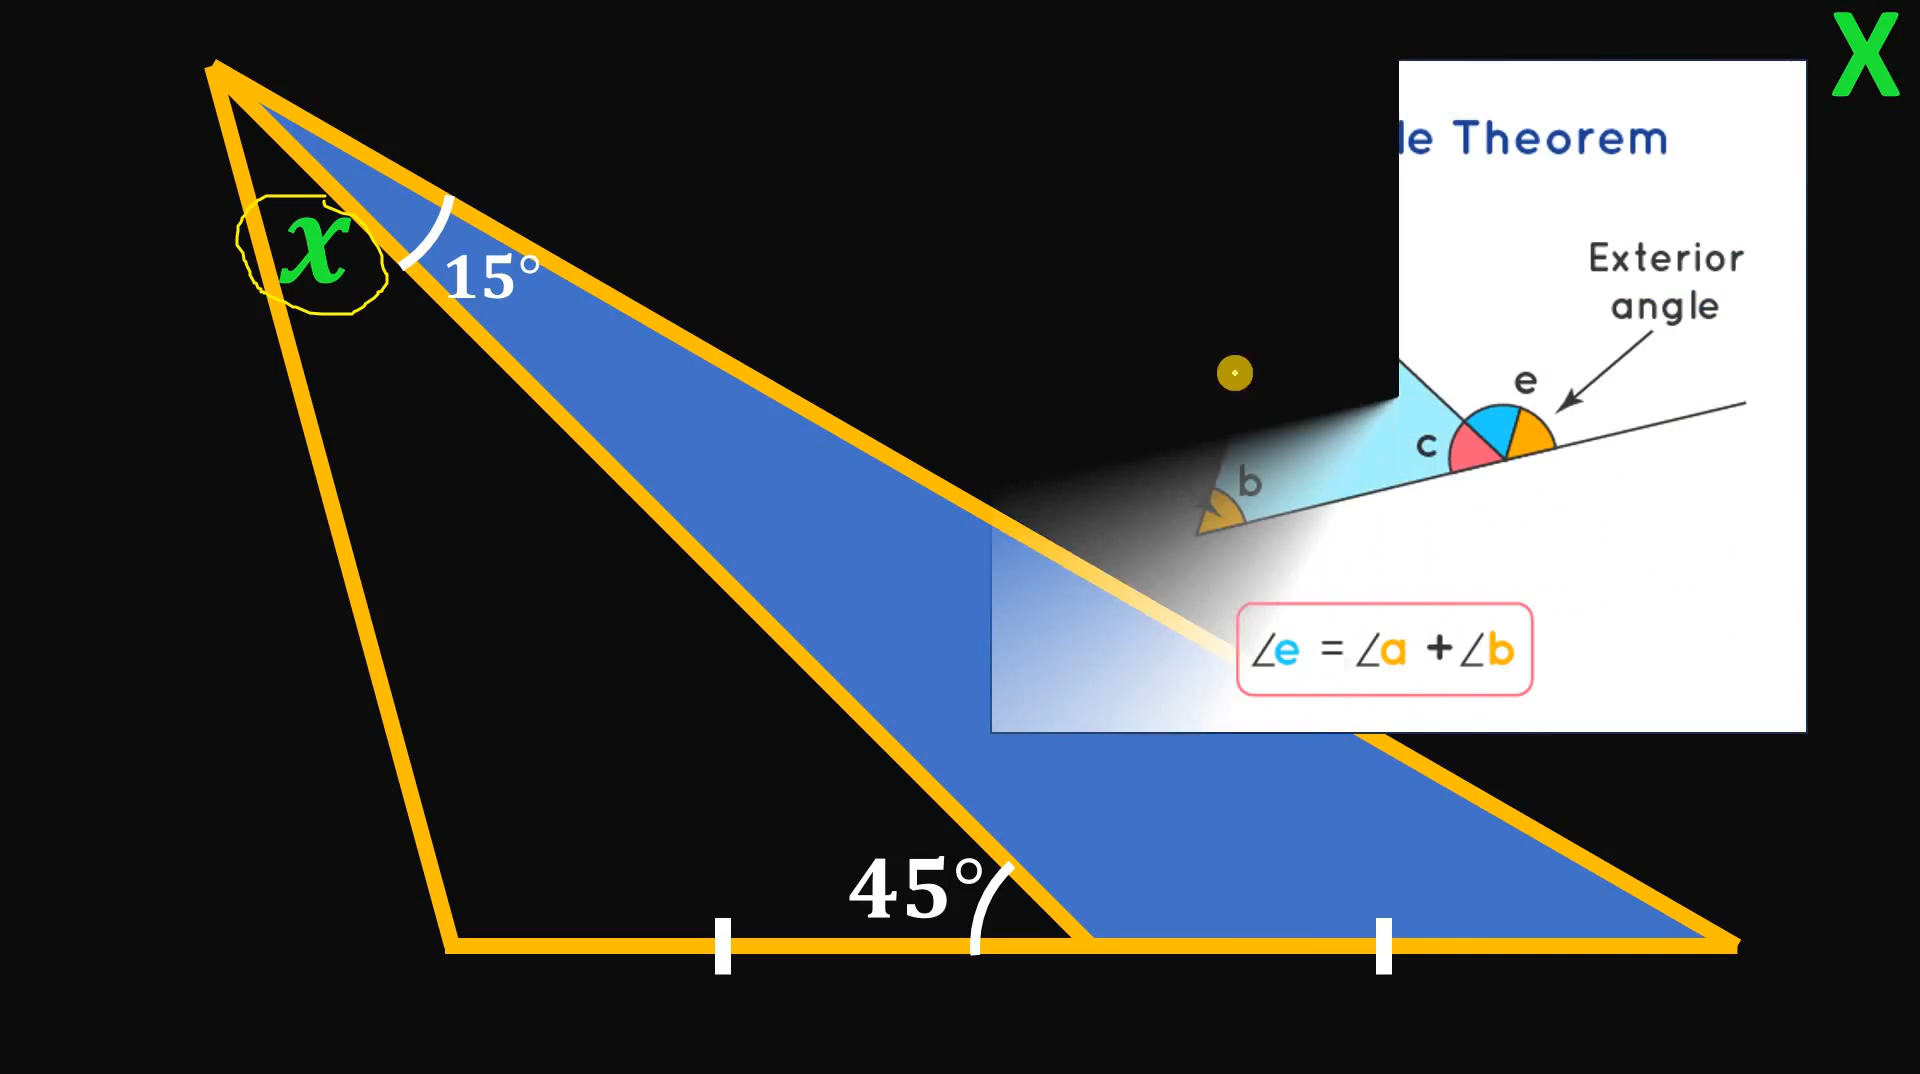 X
le Theorem
x
15°
Exterior
angle
e
c
b
∠e = ∠a + ∠b
45°